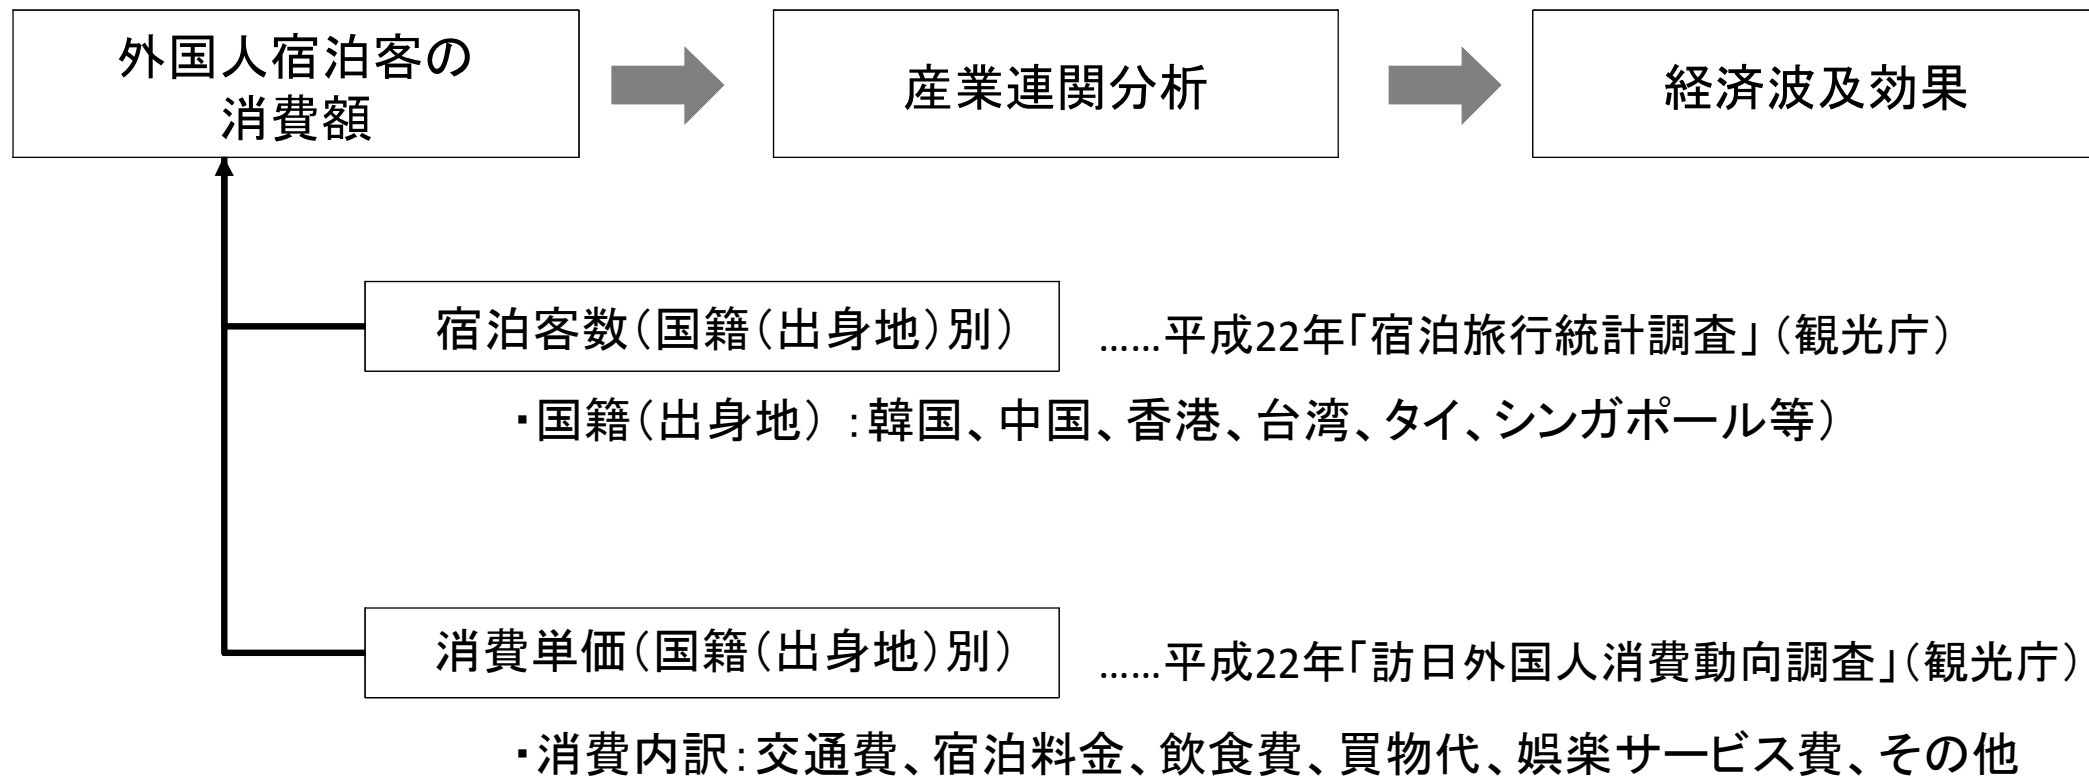 外国人宿泊客の
消費額
産業連関分析
経済波及効果
宿泊客数(国籍(出身地)別)
……平成22年「宿泊旅行統計調査」(観光庁)
・国籍(出身地):韓国、中国、香港、台湾、タイ、シンガポール等)
消費単価(国籍(出身地)別)
……平成22年「訪日外国人消費動向調査」(観光庁)
・消費内訳:交通費、宿泊料金、飲食費、買物代、娯楽サービス費、その他